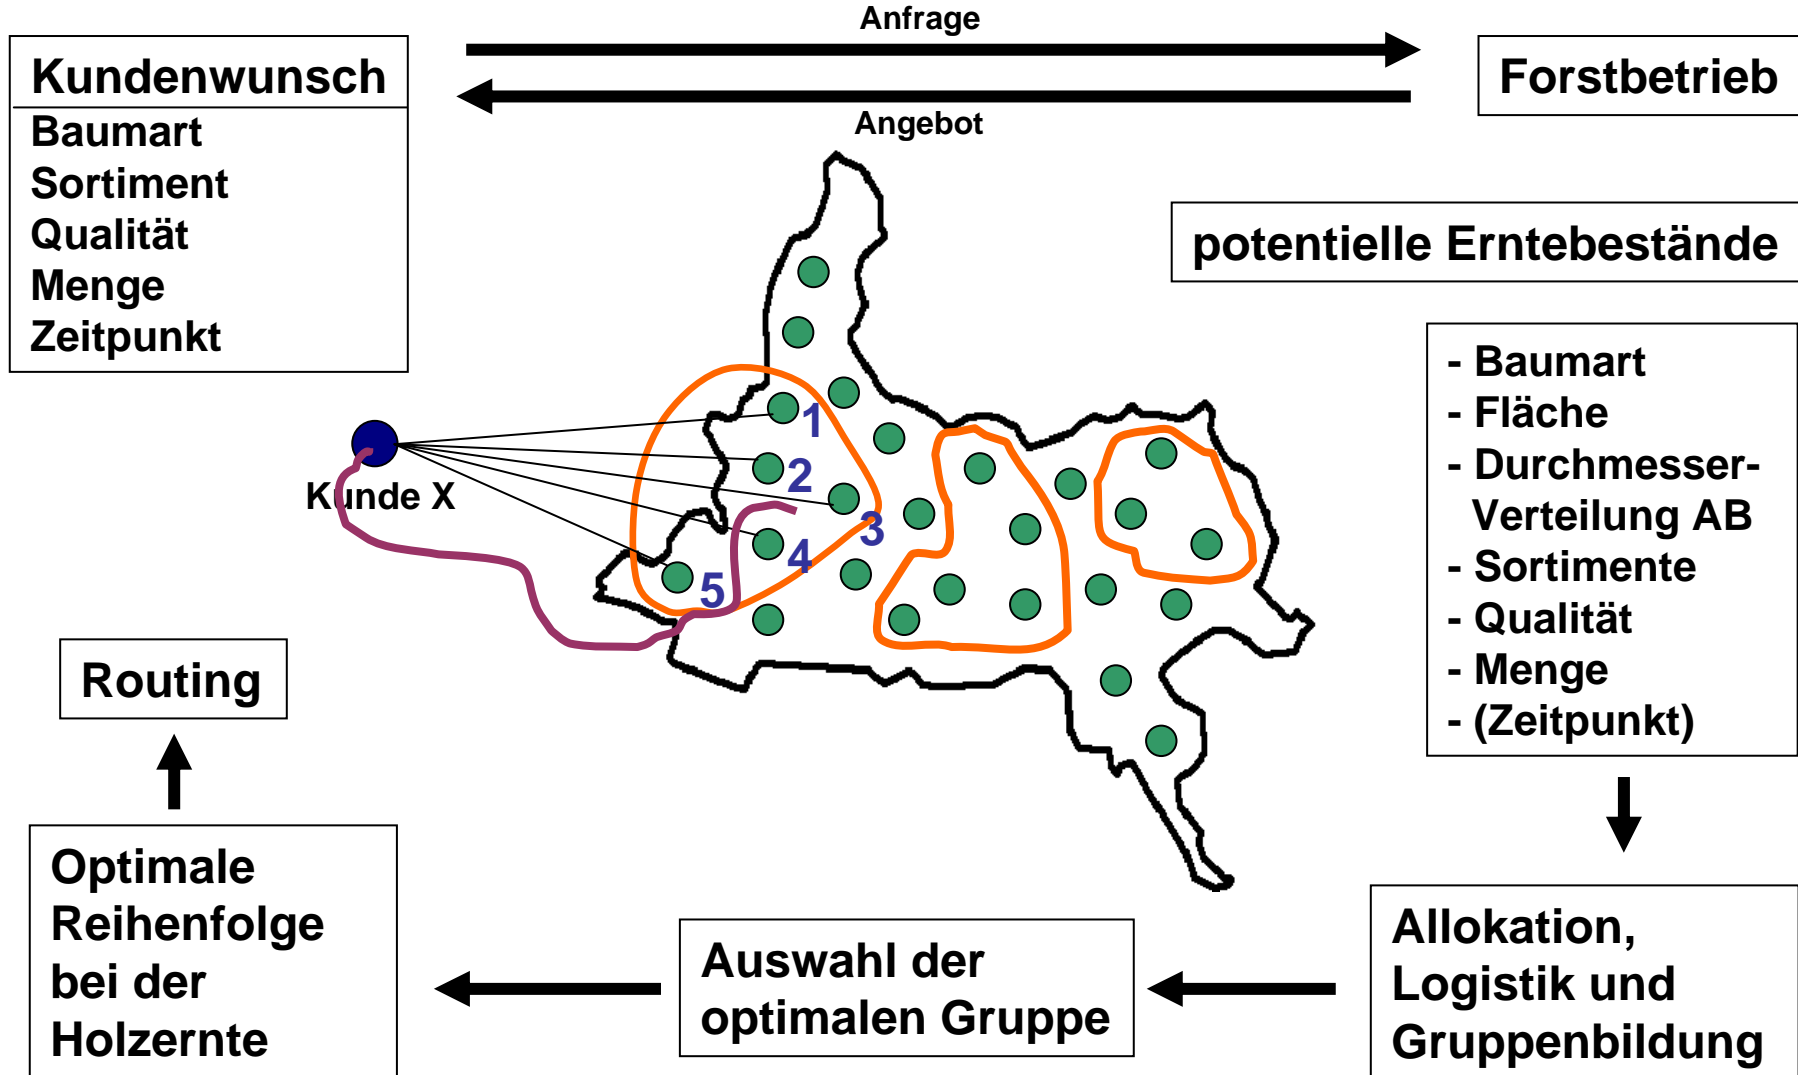 Anfrage
Kundenwunsch
Baumart
Sortiment
Qualität
Menge
Zeitpunkt
Forstbetrieb
Angebot
potentielle Erntebestände
- Baumart
- Fläche
- Durchmesser-
Verteilung AB
- Sortimente
- Qualität
- Menge
- (Zeitpunkt)
1
2
3
4
5
Kunde X
Routing
Optimale
Reihenfolge
bei der
Holzernte
Auswahl der
optimalen Gruppe
Allokation,
Logistik und
Gruppenbildung